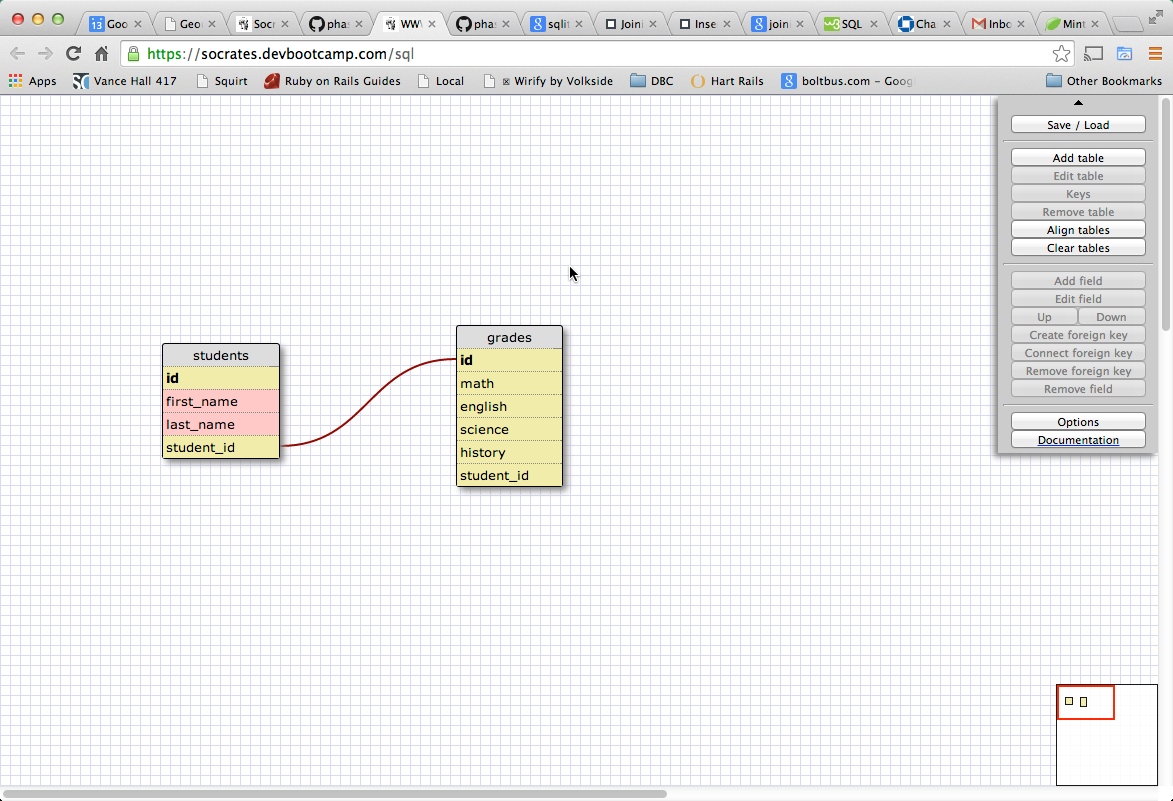 Goo Geo Socr phas WW phas sqlit Joini Inse join SQL Cha Inbo Mint
https://socrates.devbootcamp.com/sql
Apps Vance Hall 417 Squirt Ruby on Rails Guides Local Wirify by Volkside DBC Hart Rails boltbus.com – Goog Other Bookmarks
Save / Load
Add table
Edit table
Keys
Remove table
Align tables
Clear tables
Add field
Edit field
Up Down
Create foreign key
Connect foreign key
Remove foreign key
Remove field
Options
Documentation
students
id
first_name
last_name
student_id
grades
id
math
english
science
history
student_id